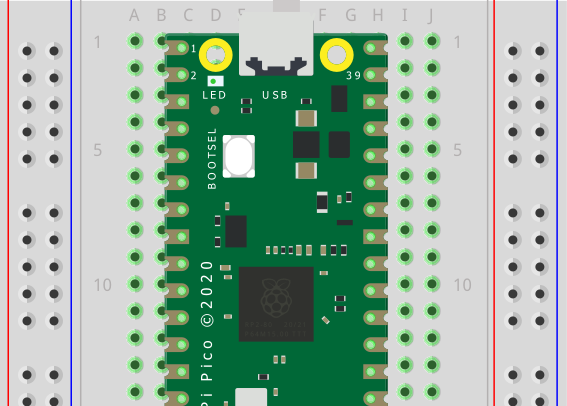 A B C D F G H I J
1 1 1
2 39
LED USB
BOOTSEL
5 5
10 10
Pi Pico ©2020